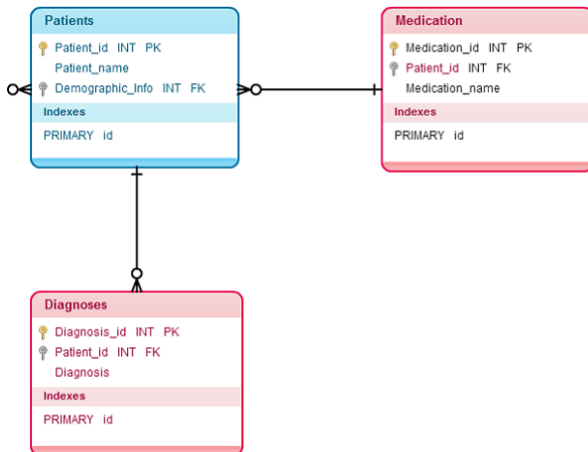 Patients
Patient_id INT PK
Patient_name
Demographic_Info INT FK
Indexes
PRIMARY id
Medication
Medication_id INT PK
Patient_id INT FK
Medication_name
Indexes
PRIMARY id
Diagnoses
Diagnosis_id INT PK
Patient_id INT FK
Diagnosis
Indexes
PRIMARY id